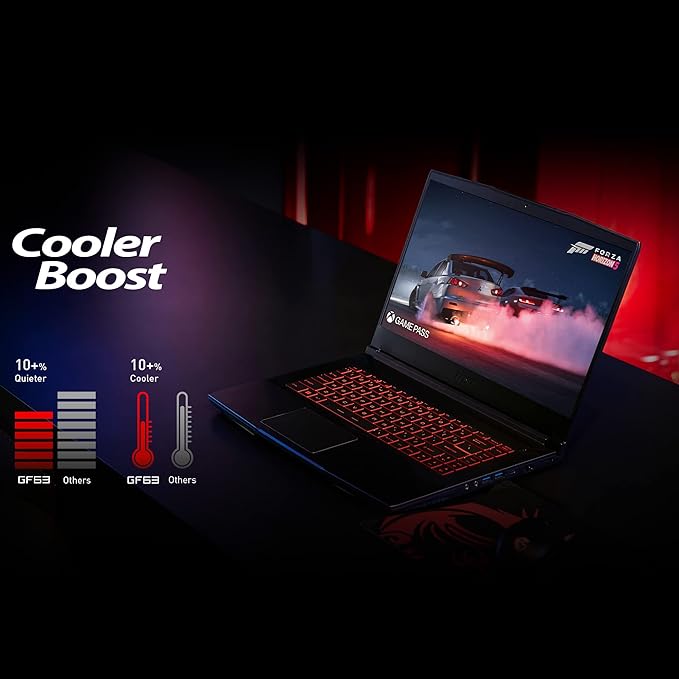 Cooler
Boost
10+%
Quieter
10+%
Cooler
GF63
Others
GF63
Others
FORZA
HORIZON 5
GAME PASS